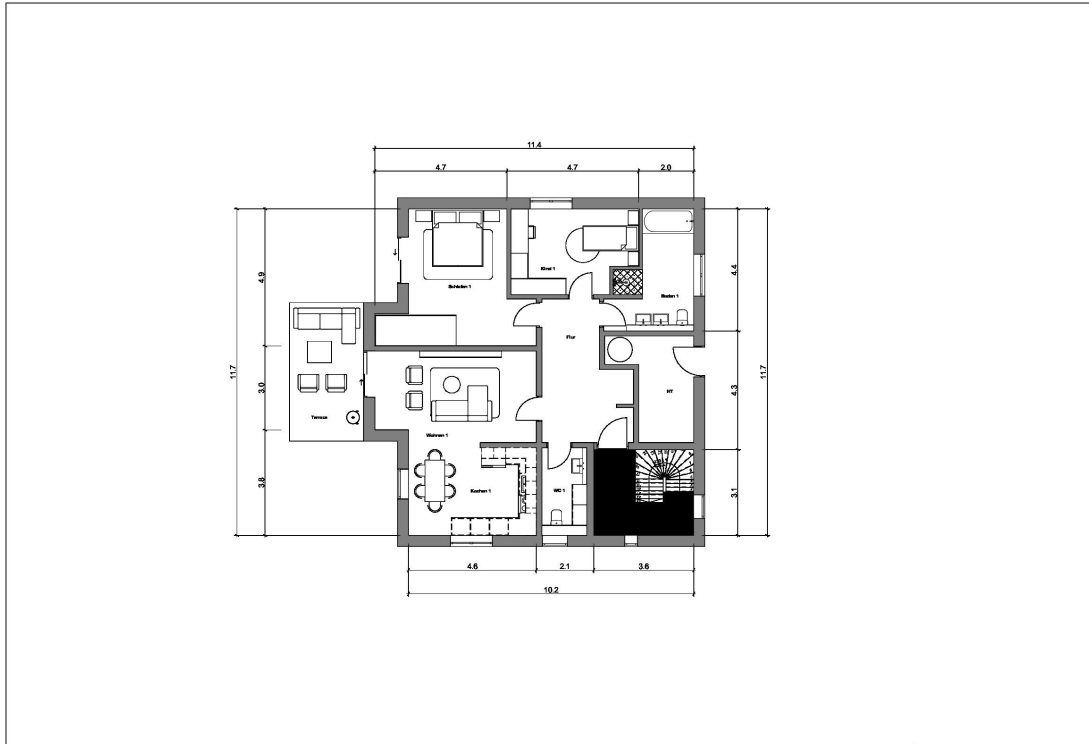 11.4
4.7
4.7
2.0
11.7
4.9
3.0
3.8
4.4
4.3
3.1
11.7
Kind 1
Schlafen 1
Baden 1
Flur
HT
Terrasse
Wohnen 1
Kochen 1
WC 1
4.6
2.1
3.6
10.2